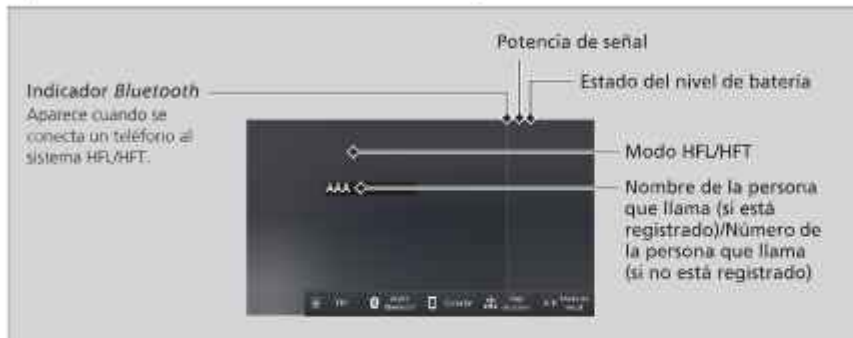 Potencia de señal
Estado del nivel de batería
Indicador Bluetooth
Aparece cuando se
conecta un teléfono al
sistema HFL/HFT.
Modo HFL/HFT
AAA
Nombre de la persona
que llama (si está
registrado)/Número de
la persona que llama
(si no está registrado)